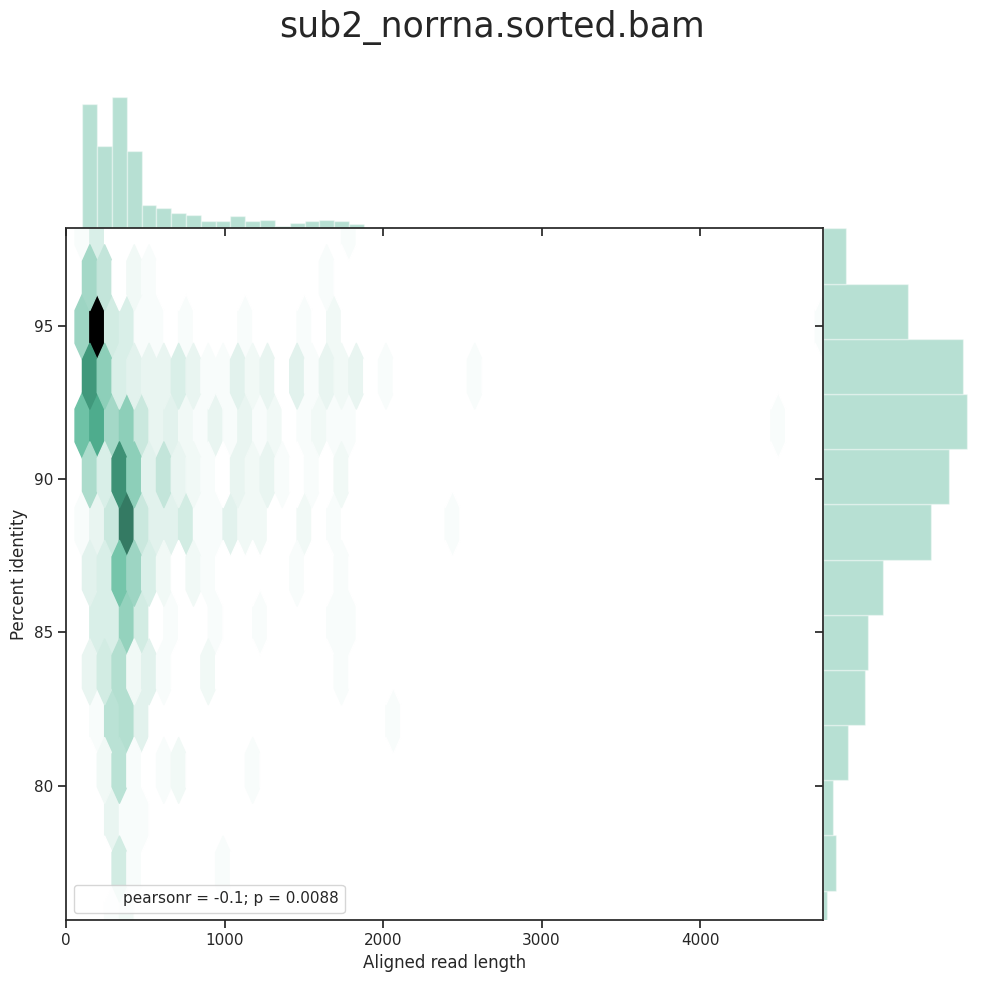 sub2_norrna.sorted.bam
95
90
85
80
Percent identity
pearsonr = -0.1; p = 0.0088
0 1000 2000 3000 4000
Aligned read length